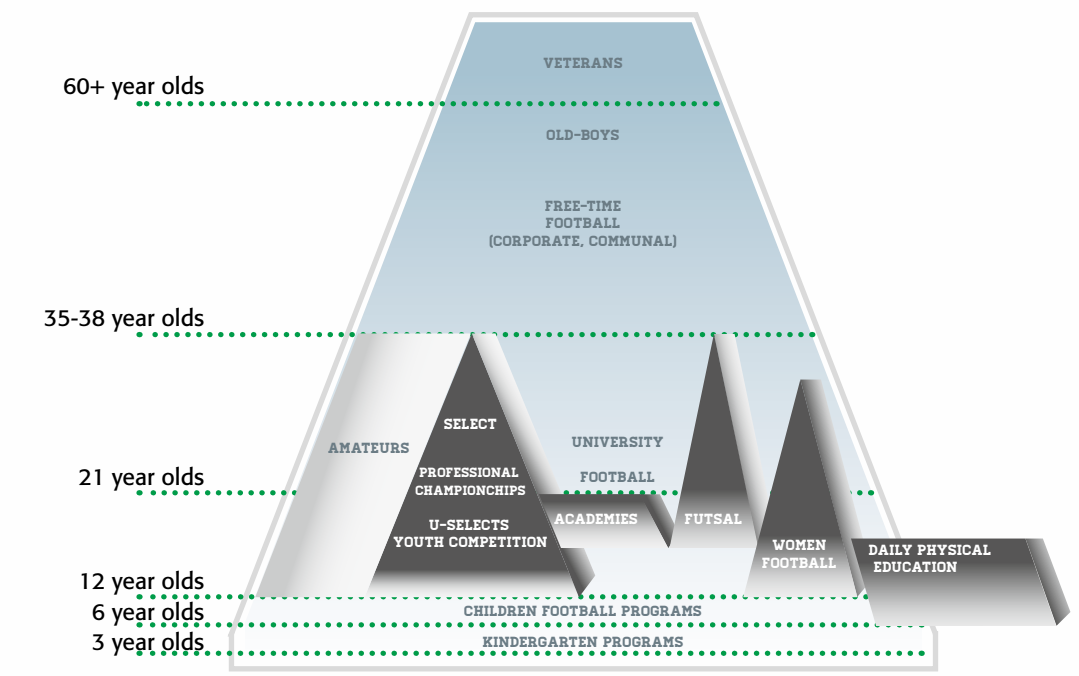 VETERANS
60+ year olds
OLD-BOYS
FREE-TIME
FOOTBALL
(CORPORATE, COMMUNAL)
35-38 year olds
SELECT
AMATEURS
UNIVERSITY
PROFESSIONAL
CHAMPIONCHIPS
21 year olds
FOOTBALL
ACADEMIES
FUTSAL
U-SELECTS
YOUTH COMPETITION
WOMEN
FOOTBALL
DAILY PHYSICAL
EDUCATION
12 year olds
6 year olds
CHILDREN FOOTBALL PROGRAMS
3 year olds
KINDERGARTEN PROGRAMS